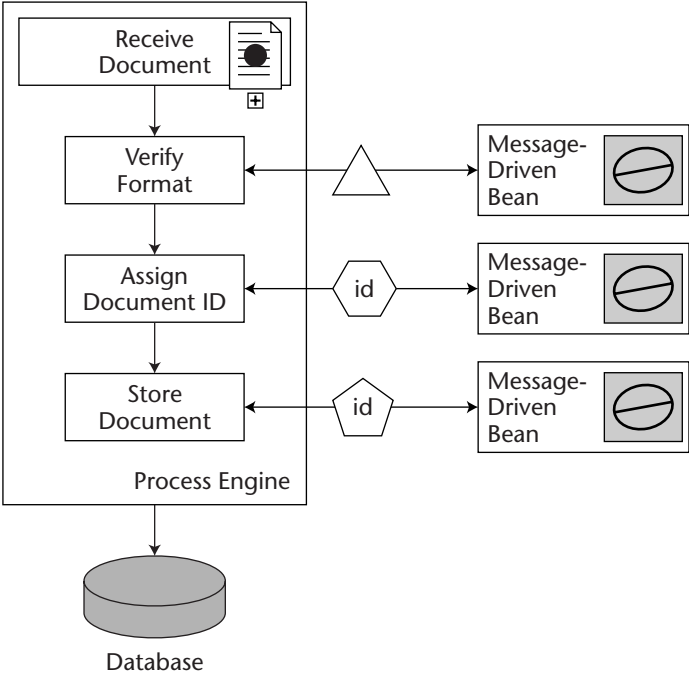 Receive
Document
Verify
Format
Message-
Driven
Bean
Assign
Document ID
id
Message-
Driven
Bean
Store
Document
id
Message-
Driven
Bean
Process Engine
Database